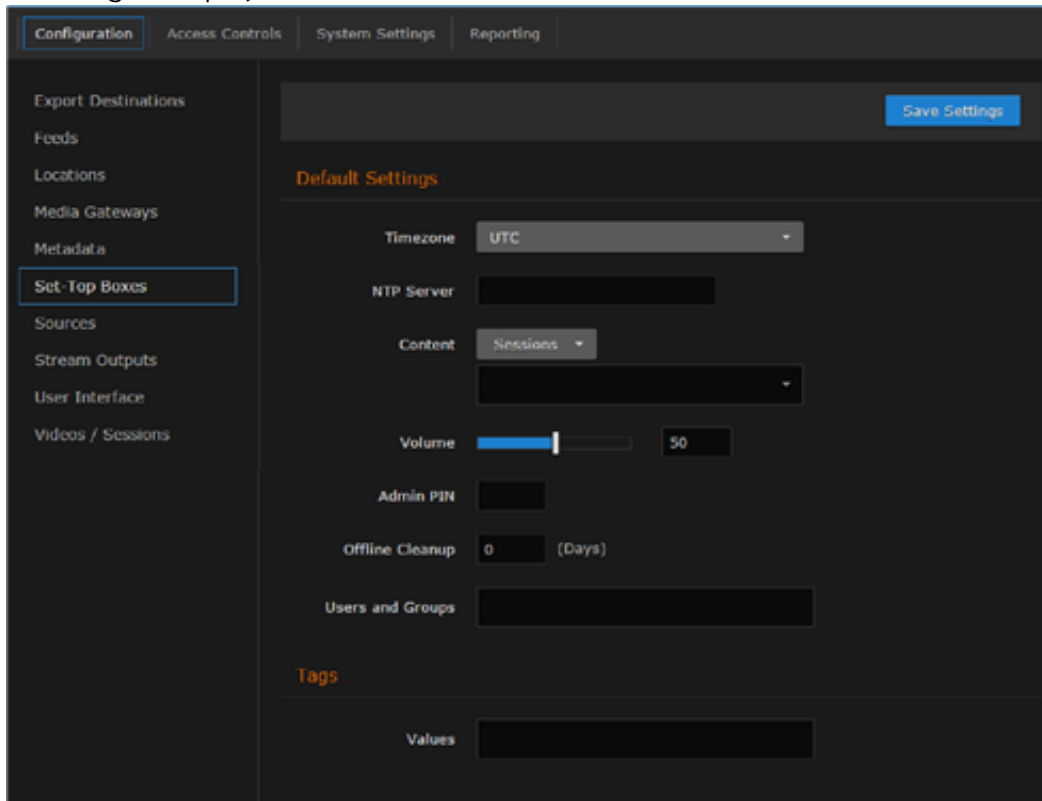 Configuration Access Controls System Settings Reporting
Export Destinations
Feeds
Locations
Media Gateways
Metadata
Set-Top Boxes
Sources
Stream Outputs
User Interface
Videos / Sessions
Save Settings
Default Settings
Timezone UTC
NTP Server
Content Sessions
Volume 50
Admin PIN
Offline Cleanup 0 (Days)
Users and Groups
Tags
Values